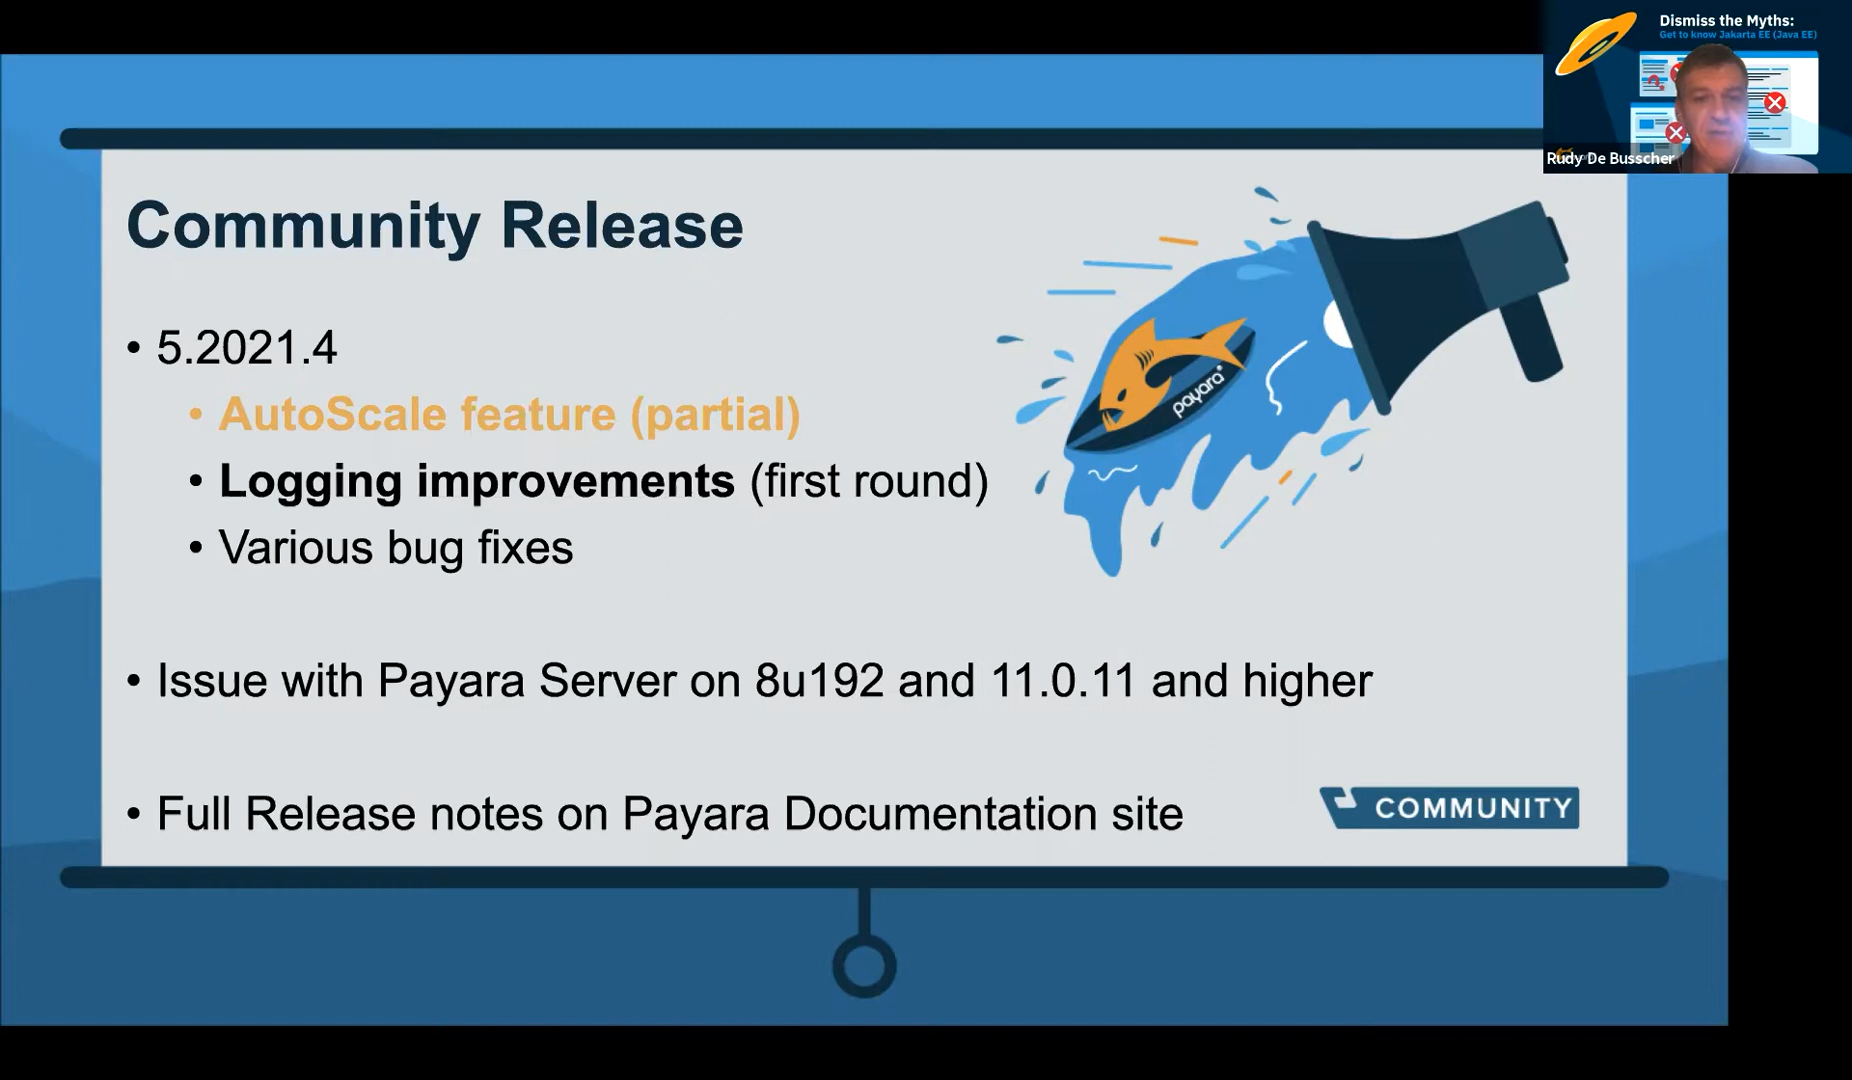 Dismiss the Myths:
Get to know Jakarta EE (Java EE)
Rudy De Busscher
Community Release
• 5.2021.4
• AutoScale feature (partial)
• Logging improvements (first round)
• Various bug fixes
payara®
• Issue with Payara Server on 8u192 and 11.0.11 and higher
• Full Release notes on Payara Documentation site
COMMUNITY